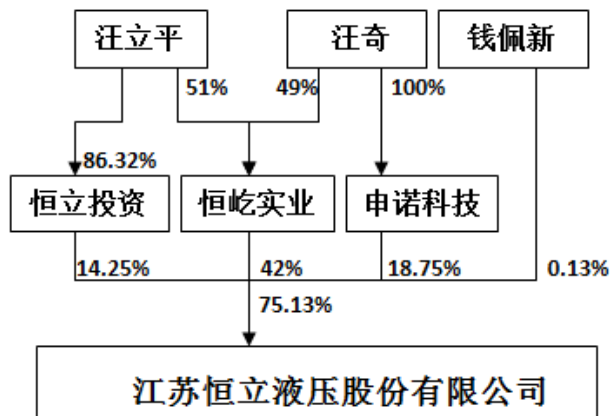 汪立平 汪奇 钱佩新
51% 49% 100%
86.32%
恒立投资 恒屹实业 申诺科技
14.25% 42% 18.75% 0.13%
75.13%
江苏恒立液压股份有限公司